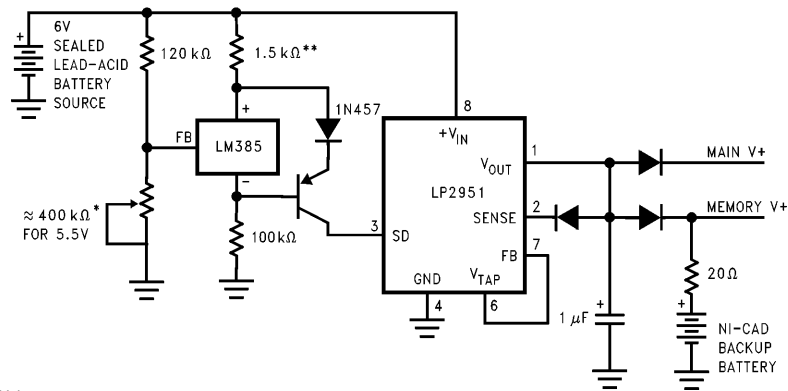 6V
SEALED
LEAD-ACID
BATTERY
SOURCE
+
120 kΩ
1.5 kΩ**
1N457
FB
+
LM385
−
≈ 400 kΩ*
FOR 5.5V
100kΩ
8
+VIN
VOUT
1
LP2951
SENSE
2
3
SD
7
FB
GND
VTAP
4
6
MAIN V+
MEMORY V+
20Ω
+
1 μF
+
NI-CAD
BACKUP
BATTERY